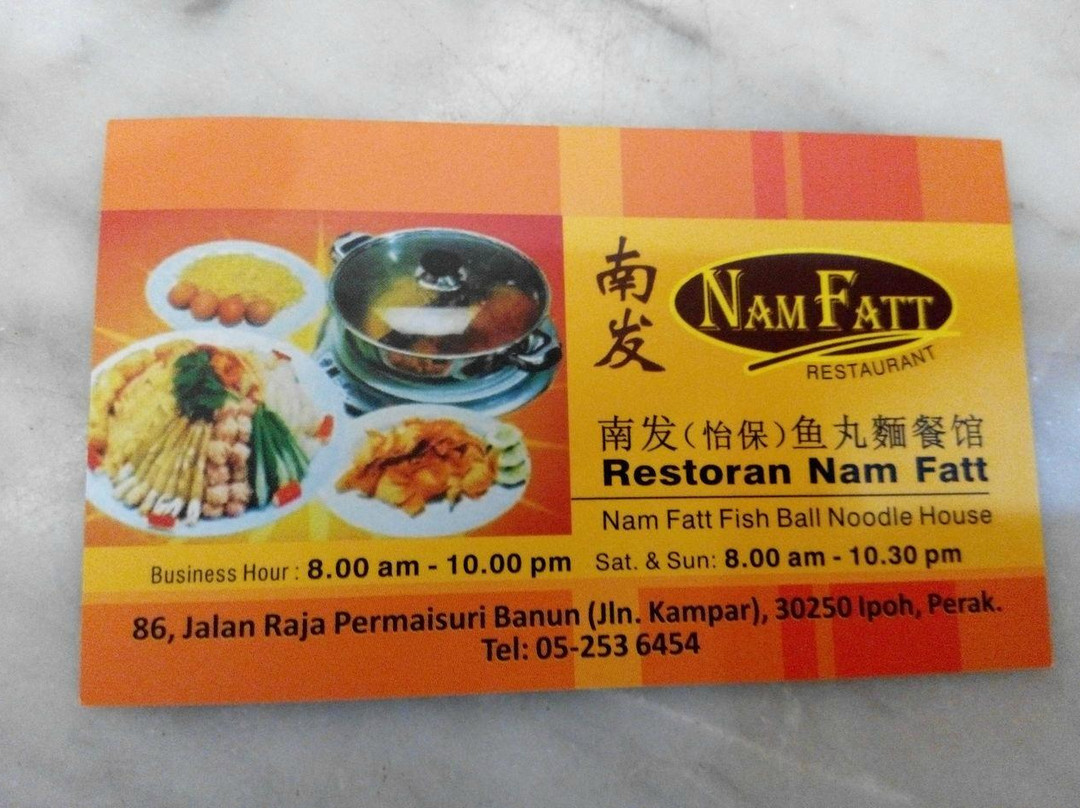 南发
NAM FATT
RESTAURANT
南发(怡保)鱼丸麵餐馆
Restoran Nam Fatt
Nam Fatt Fish Ball Noodle House
Business Hour : 8.00 am - 10.00 pm Sat. & Sun: 8.00 am - 10.30 pm
86, Jalan Raja Permaisuri Banun (Jln. Kampar), 30250 Ipoh, Perak.
Tel: 05-253 6454